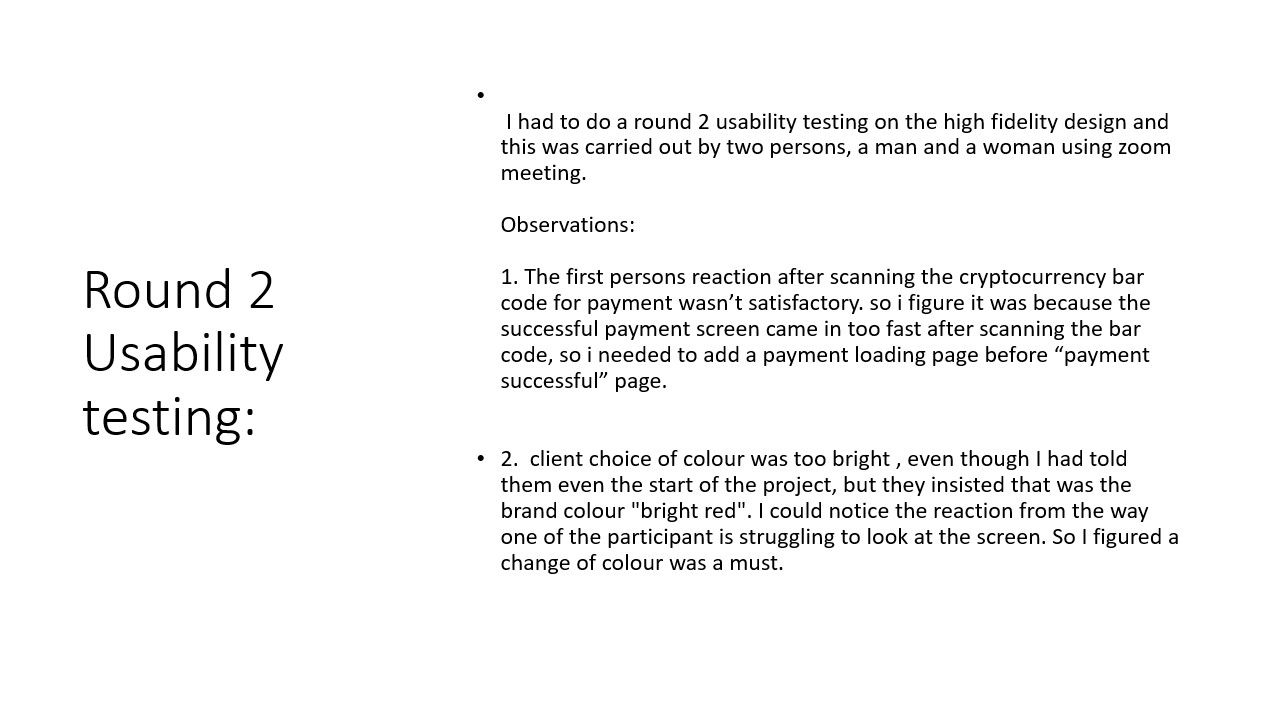 Round 2
Usability
testing:
•
I had to do a round 2 usability testing on the high fidelity design and
this was carried out by two persons, a man and a woman using zoom
meeting.
Observations:
1. The first persons reaction after scanning the cryptocurrency bar
code for payment wasn’t satisfactory. so i figure it was because the
successful payment screen came in too fast after scanning the bar
code, so i needed to add a payment loading page before “payment
successful” page.
• 2.  client choice of colour was too bright , even though I had told
them even the start of the project, but they insisted that was the
brand colour "bright red". I could notice the reaction from the way
one of the participant is struggling to look at the screen. So I figured a
change of colour was a must.